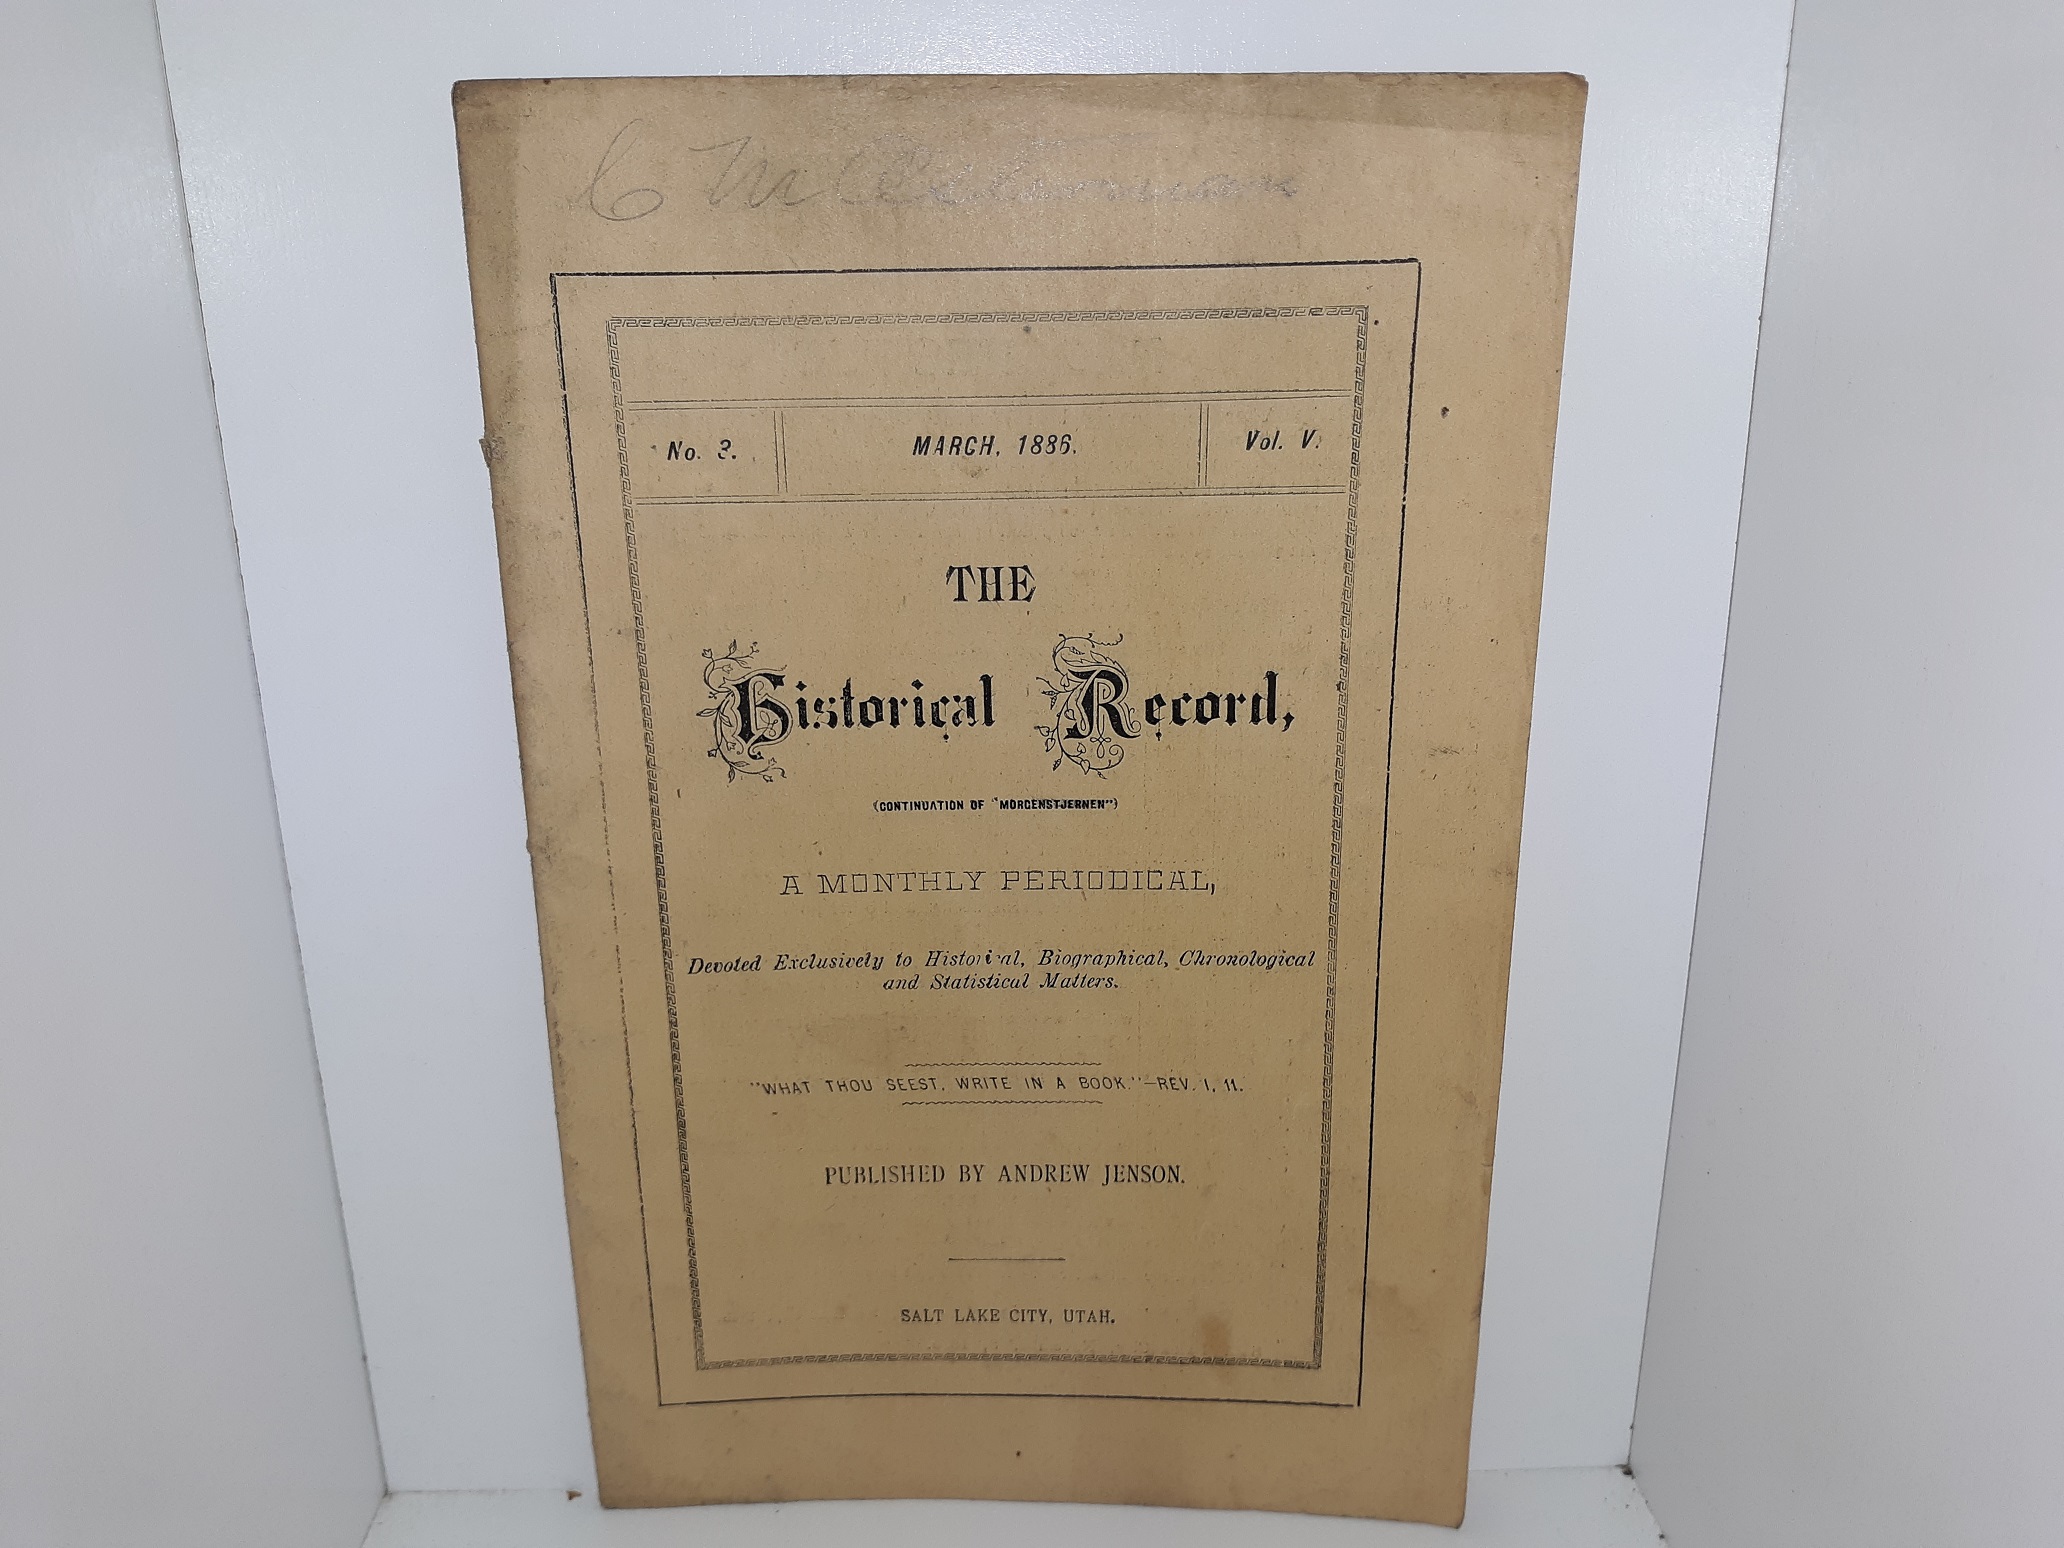 C M
No. 3. MARCH, 1886. Vol. V.
THE
Historical Record,
(CONTINUATION OF "MORGENSTJERNEN")
A MONTHLY PERIODICAL,
Devoted Exclusively to Historical, Biographical, Chronological
and Statistical Matters.
"WHAT THOU SEEST, WRITE IN A BOOK."—REV. I, 11.
PUBLISHED BY ANDREW JENSON.
SALT LAKE CITY, UTAH.